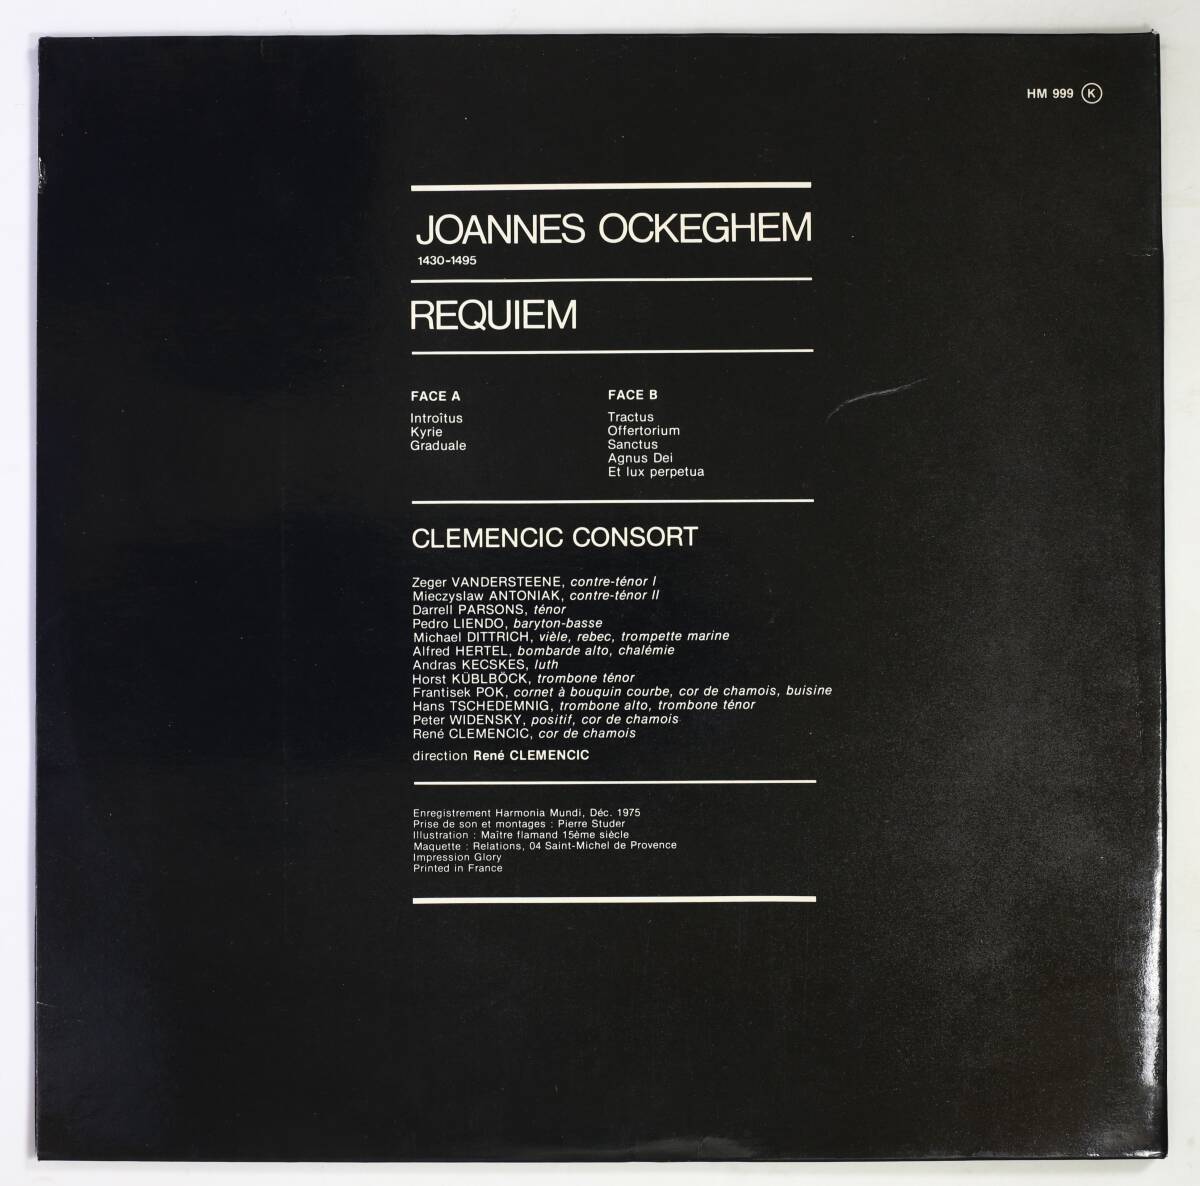 HM 999 K
JOANNES OCKEGHEM
1430-1495
REQUIEM
FACE A
Introîtus
Kyrie
Graduale
FACE B
Tractus
Offertorium
Sanctus
Agnus Dei
Et lux perpetua
CLEMENCIC CONSORT
Zeger VANDERSTEENE, contre-ténor I
Mieczyslaw ANTONIAK, contre-ténor II
Darrell PARSONS, ténor
Pedro LIENDO, baryton-basse
Michael DITTRICH, vièle, rebec, trompette marine
Alfred HERTEL, bombarde alto, chalémie
Andras KECSKES, luth
Horst KÜBLBÖCK, trombone ténor
Frantisek POK, cornet à bouquin courbe, cor de chamois, buisine
Hans TSCHEDEMNIG, trombone alto, trombone ténor
Peter WIDENSKY, positif, cor de chamois
René CLEMENCIC, cor de chamois
direction René CLEMENCIC
Enregistrement Harmonia Mundi, Déc. 1975
Prise de son et montages : Pierre Studer
Illustration : Maître flamand 15ème siècle
Maquette : Relations, 04 Saint-Michel de Provence
Impression Glory
Printed in France